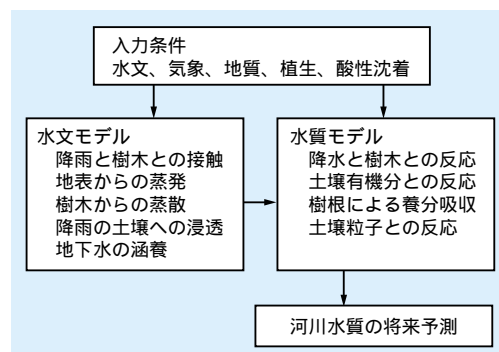 入力条件
水文、気象、地質、植生、酸性沈着
水文モデル
降雨と樹木との接触
地表からの蒸発
樹木からの蒸散
降雨の土壌への浸透
地下水の涵養
水質モデル
降水と樹木との反応
土壌有機分との反応
樹根による養分吸収
土壌粒子との反応
河川水質の将来予測